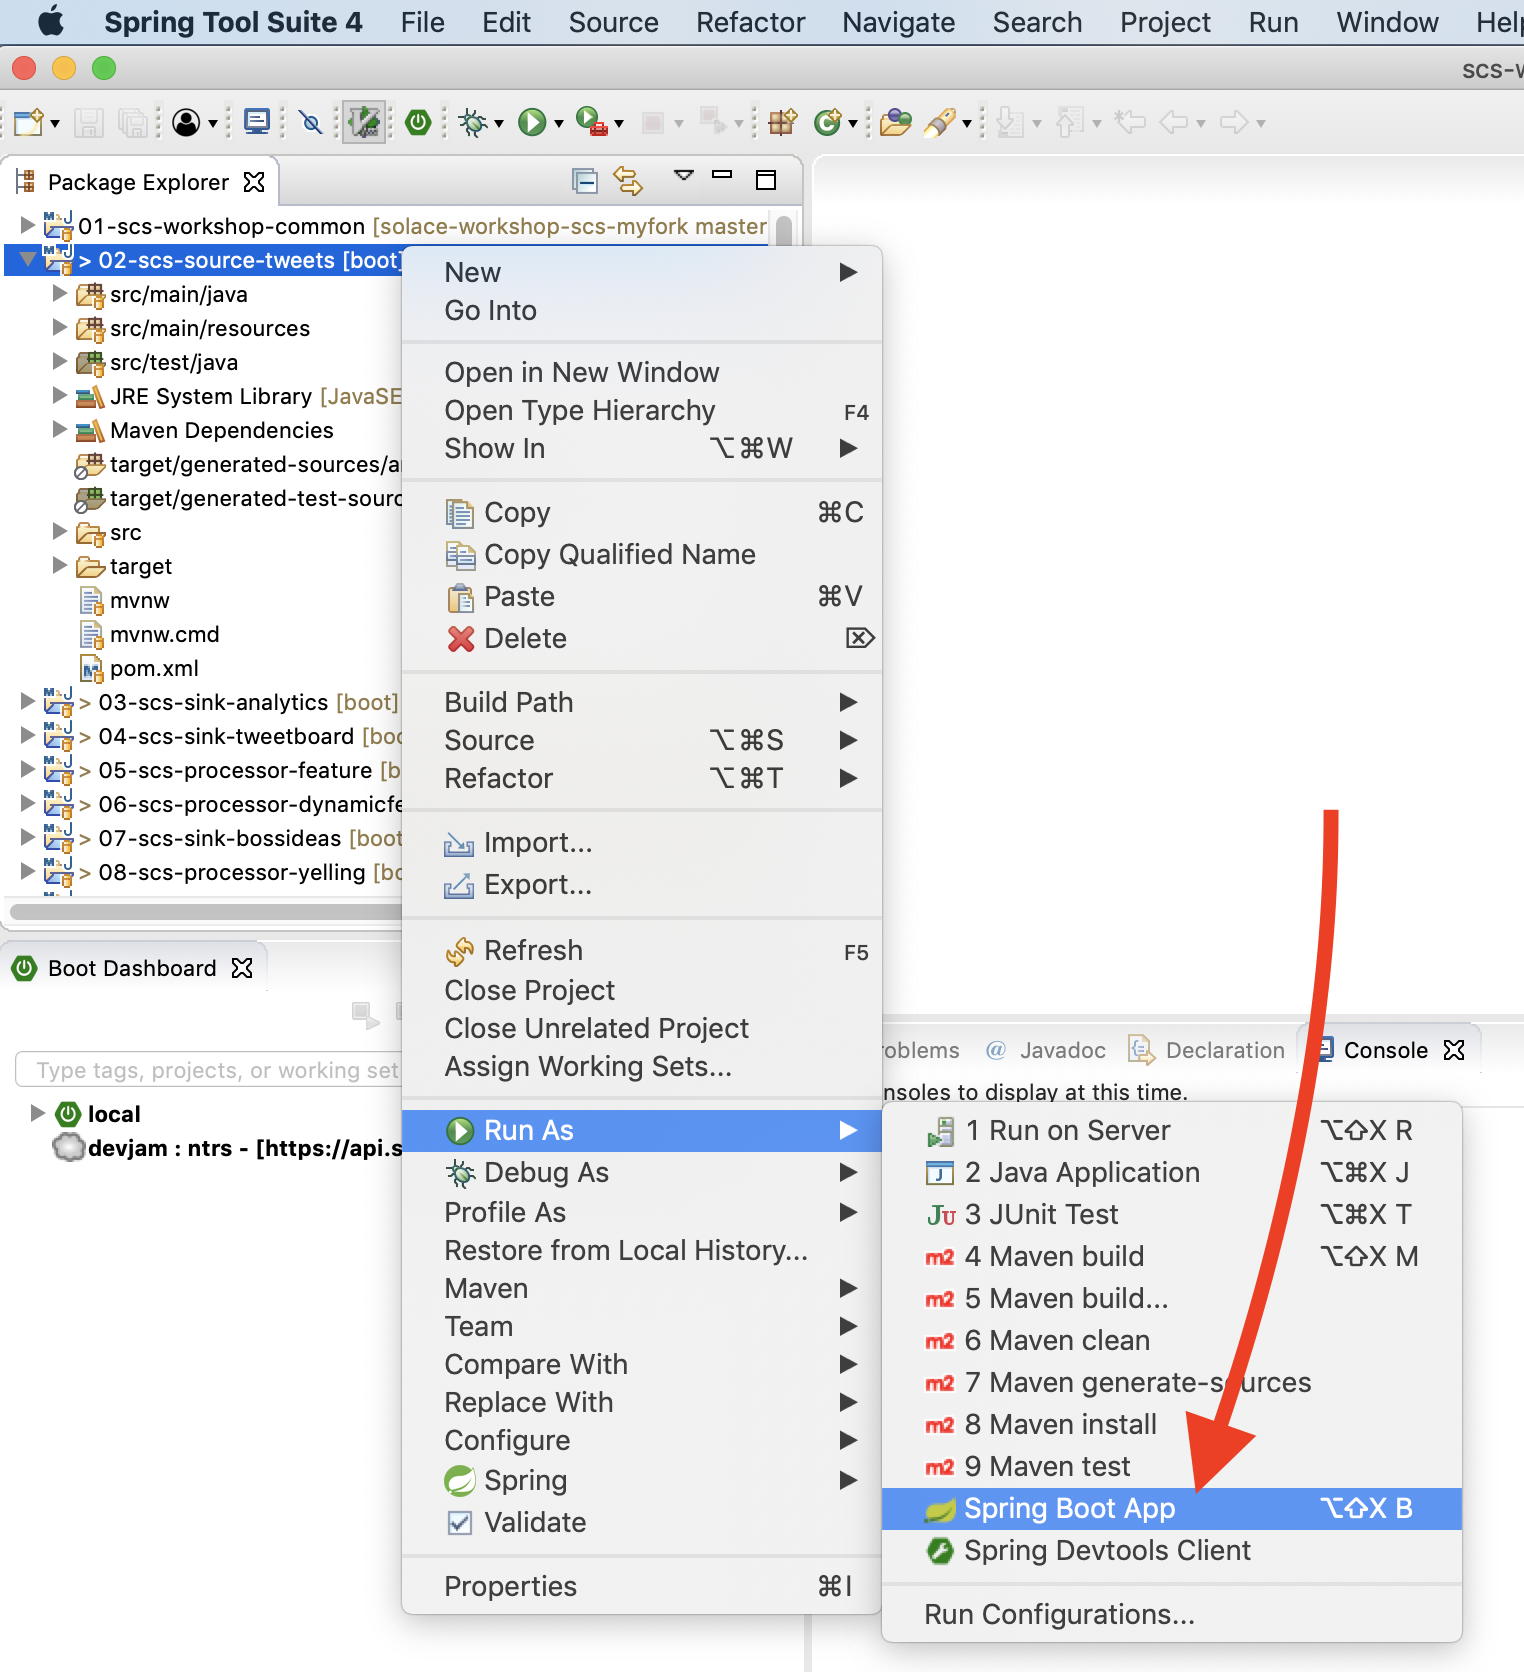 Spring Tool Suite 4 File Edit Source Refactor Navigate Search Project Run Window Help
scs-w
Package Explorer
01-scs-workshop-common [solace-workshop-scs-myfork master
> 02-scs-source-tweets [boot]
src/main/java
src/main/resources
src/test/java
JRE System Library [JavaSE
Maven Dependencies
target/generated-sources/a
target/generated-test-sourc
src
target
mvnw
mvnw.cmd
pom.xml
> 03-scs-sink-analytics [boot]
> 04-scs-sink-tweetboard [boo
> 05-scs-processor-feature [b
> 06-scs-processor-dynamicfe
> 07-scs-sink-bossideas [boot
> 08-scs-processor-yelling [bo
Boot Dashboard
Type tags, projects, or working set
local
devjam : ntrs - [https://api.s
New
Go Into
Open in New Window
Open Type Hierarchy F4
Show In ⌥⌘W
Copy ⌘C
Copy Qualified Name
Paste ⌘V
Delete ⌦
Build Path
Source ⌥⌘S
Refactor ⌥⌘T
Import...
Export...
Refresh F5
Close Project
Close Unrelated Project
Assign Working Sets...
Run As
Debug As
Profile As
Restore from Local History...
Maven
Team
Compare With
Replace With
Configure
Spring
Validate
Properties ⌘I
roblems @ Javadoc Declaration Console
nsoles to display at this time.
1 Run on Server ⌥⇧X R
2 Java Application ⌥⌘X J
3 JUnit Test ⌥⌘X T
m2 4 Maven build ⌥⇧X M
m2 5 Maven build...
m2 6 Maven clean
m2 7 Maven generate-sources
m2 8 Maven install
m2 9 Maven test
Spring Boot App ⌥⇧X B
Spring Devtools Client
Run Configurations...